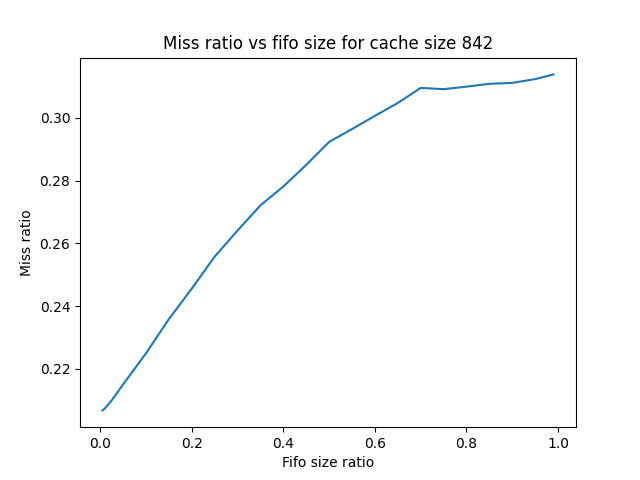 Miss ratio vs fifo size for cache size 842
0.30
0.28
0.26
0.24
0.22
Miss ratio
0.0 0.2 0.4 0.6 0.8 1.0
Fifo size ratio